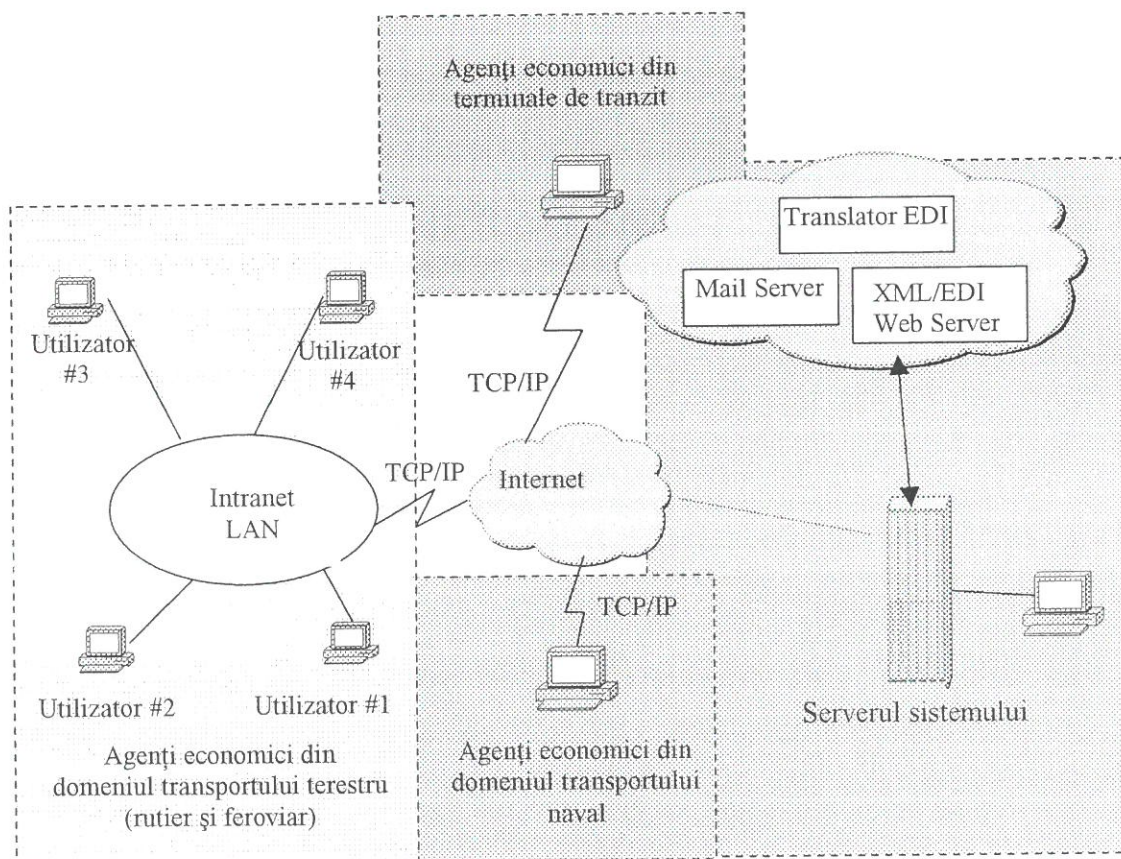 Agenți economici din
terminale de tranzit
Translator EDI
Mail Server
XML/EDI
Web Server
Utilizator
#3
Utilizator
#4
TCP/IP
TCP/IP
Internet
Intranet
LAN
TCP/IP
Utilizator #2
Utilizator #1
Serverul sistemului
Agenți economici din
domeniul transportului terestru
(rutier şi feroviar)
Agenți economici din
domeniul transportului
naval